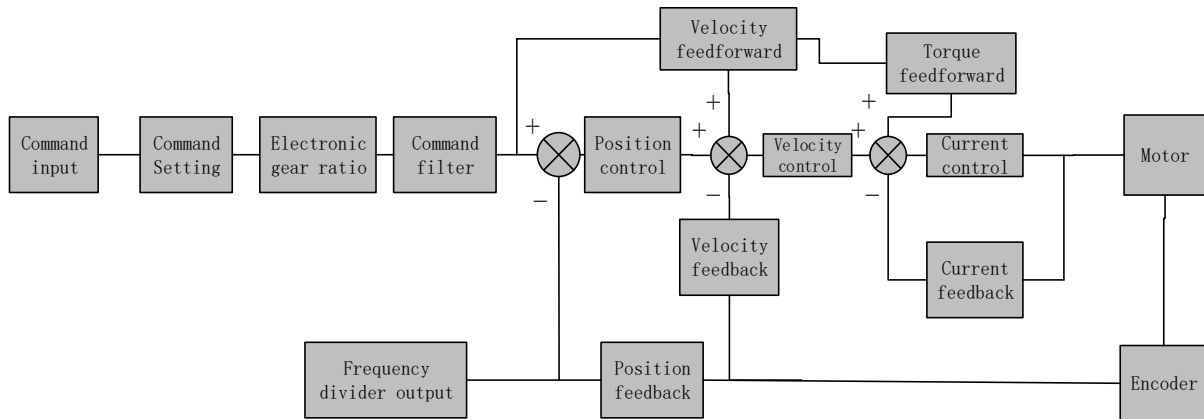 Velocity
feedforward
Torque
feedforward
+
+
Command
input
Command
Setting
Electronic
gear ratio
Command
filter
+
Position
control
+
Velocity
control
+
Current
control
Motor
−
−
−
Velocity
feedback
Current
feedback
Frequency
divider output
Position
feedback
Encoder